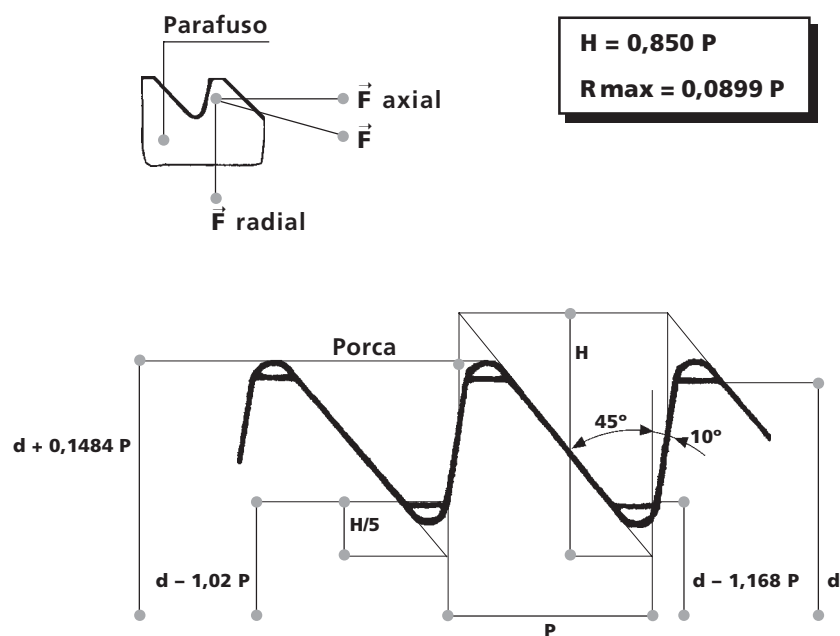 Parafuso
H = 0,850 P
R max = 0,0899 P
F axial
F
F radial
Porca
H
45º
10º
d + 0,1484 P
H/5
d – 1,02 P
d – 1,168 P
d
P